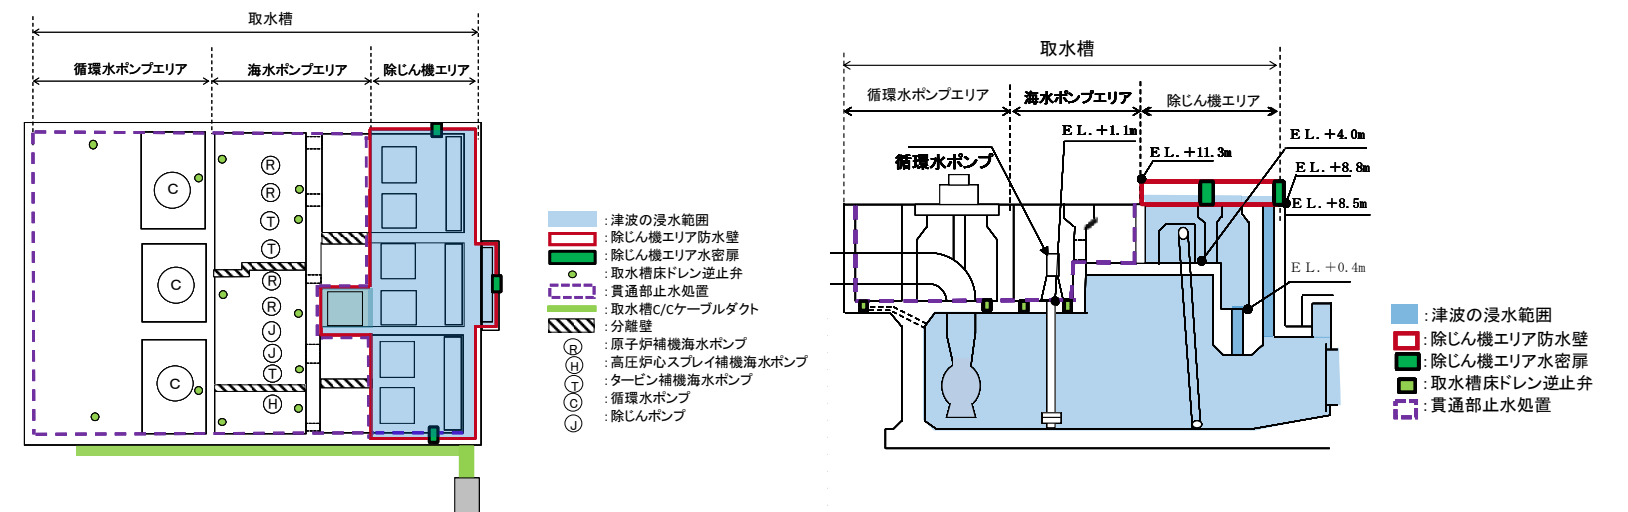 取水槽
循環水ポンプエリア
海水ポンプエリア
除じん機エリア
C
C
C
R
R
T
T
R
R
J
J
T
H
:津波の浸水範囲
:除じん機エリア防水壁
:除じん機エリア水密扉
:取水槽床ドレン逆止弁
:貫通部止水処置
:取水槽C/Cケーブルダクト
:分離壁
R :原子炉補機海水ポンプ
H :高圧炉心スプレイ補機海水ポンプ
T :タービン補機海水ポンプ
C :循環水ポンプ
J :除じんポンプ
取水槽
循環水ポンプエリア
海水ポンプエリア
除じん機エリア
循環水ポンプ
EL.+1.1m
EL.+11.3m
EL.+4.0m
EL.+8.8m
EL.+8.5m
EL.+0.4m
:津波の浸水範囲
:除じん機エリア防水壁
:除じん機エリア水密扉
:取水槽床ドレン逆止弁
:貫通部止水処置